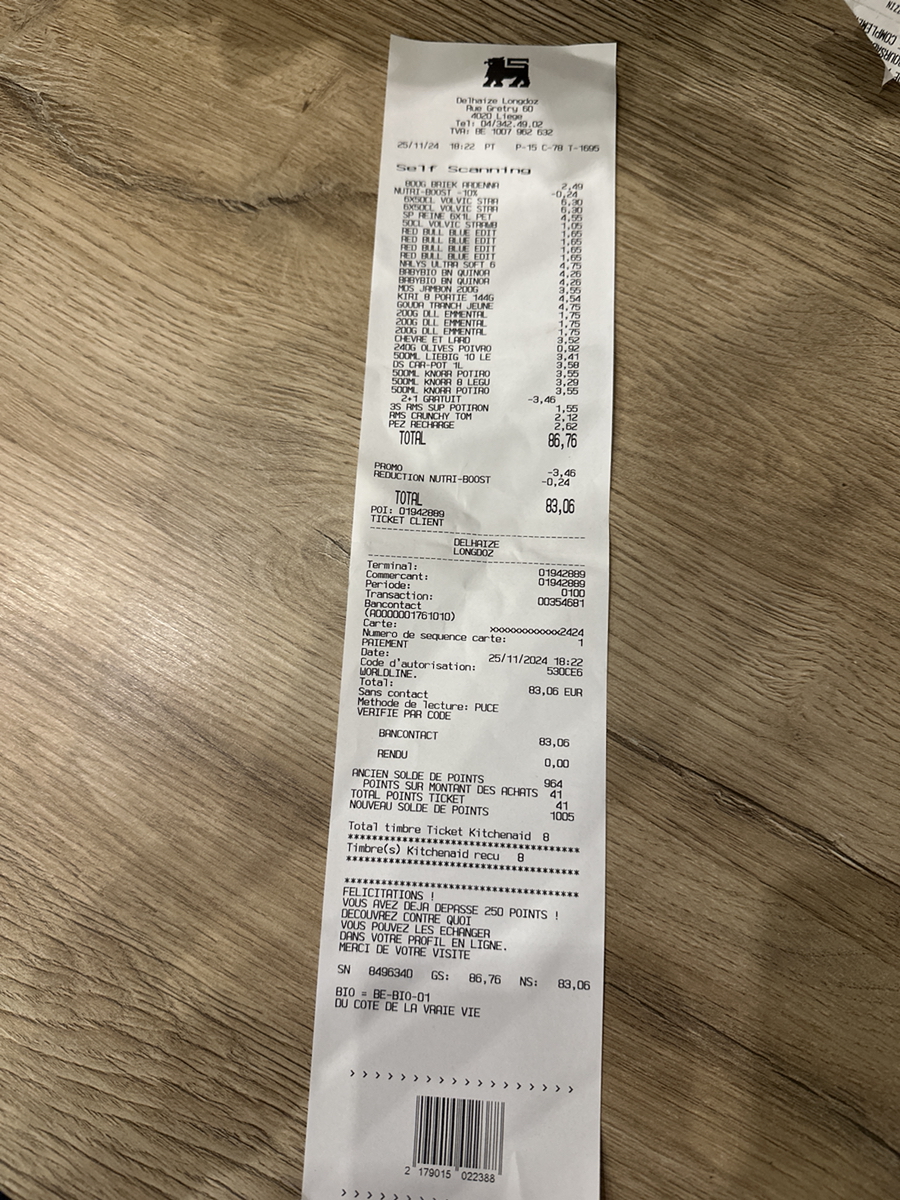 Delhaize Longdoz
Rue Gretry 60
4020 Liege
Tel: 04/342.49.02
TVA: BE 1007 962 632
25/11/24 18:22 PT P-15 C-78 T-1695
Self Scanning
800G BRIEK ARDENNA 2,49
NUTRI-BOOST -10% -0,24
6X50CL VOLVIC STRA 6,30
6X50CL VOLVIC STRA 6,30
SP REINE 6X1L PET 4,55
50CL VOLVIC STRAWB 1,05
RED BULL BLUE EDIT 1,65
RED BULL BLUE EDIT 1,65
RED BULL BLUE EDIT 1,65
RED BULL BLUE EDIT 1,65
NALYS ULTRA SOFT 6 4,75
BABYBIO BN QUINOA 4,26
BABYBIO BN QUINOA 4,26
MDS JAMBON 200G 3,55
KIRI 8 PORTIE 144G 4,54
GOUDA TRANCH JEUNE 4,75
200G DLL EMMENTAL 1,75
200G DLL EMMENTAL 1,75
200G DLL EMMENTAL 1,75
CHEVRE ET LARD 3,52
240G OLIVES POIVRO 0,92
500ML LIEBIG 10 LE 3,41
DS CAR-POT 1L 3,58
500ML KNORR POTIRO 3,55
500ML KNORR 8 LEGU 3,29
500ML KNORR POTIRO 3,55
2+1 GRATUIT -3,46
3S RMS SUP POTIRON 1,55
RMS CRUNCHY TOM 2,12
PEZ RECHARGE 2,62
TOTAL 86,76
PROMO -3,46
REDUCTION NUTRI-BOOST -0,24
TOTAL 83,06
POI: 01942889
TICKET CLIENT
DELHAIZE
LONGDOZ
Terminal: 01942889
Commercant: 01942889
Periode: 0100
Transaction: 00354681
Bancontact
(A0000001761010)
Carte: xxxxxxxxxxxx2424
Numero de sequence carte: 1
PAIEMENT
Date: 25/11/2024 18:22
Code d'autorisation: 530CE6
WORLDLINE.
Total: 83,06 EUR
Sans contact
Methode de lecture: PUCE
VERIFIE PAR CODE
BANCONTACT 83,06
RENDU 0,00
ANCIEN SOLDE DE POINTS 964
POINTS SUR MONTANT DES ACHATS 41
TOTAL POINTS TICKET 41
NOUVEAU SOLDE DE POINTS 1005
Total timbre Ticket Kitchenaid 8
************************************
Timbre(s) Kitchenaid recu 8
************************************
************************************
FELICITATIONS !
VOUS AVEZ DEJA DEPASSE 250 POINTS !
DECOUVREZ CONTRE QUOI
VOUS POUVEZ LES ECHANGER
DANS VOTRE PROFIL EN LIGNE.
MERCI DE VOTRE VISITE
SN 8496340 GS: 86,76 NS: 83,06
BIO = BE-BIO-01
DU COTE DE LA VRAIE VIE
> > > > > > > > > > > > > > > > > >
2 179015 022388